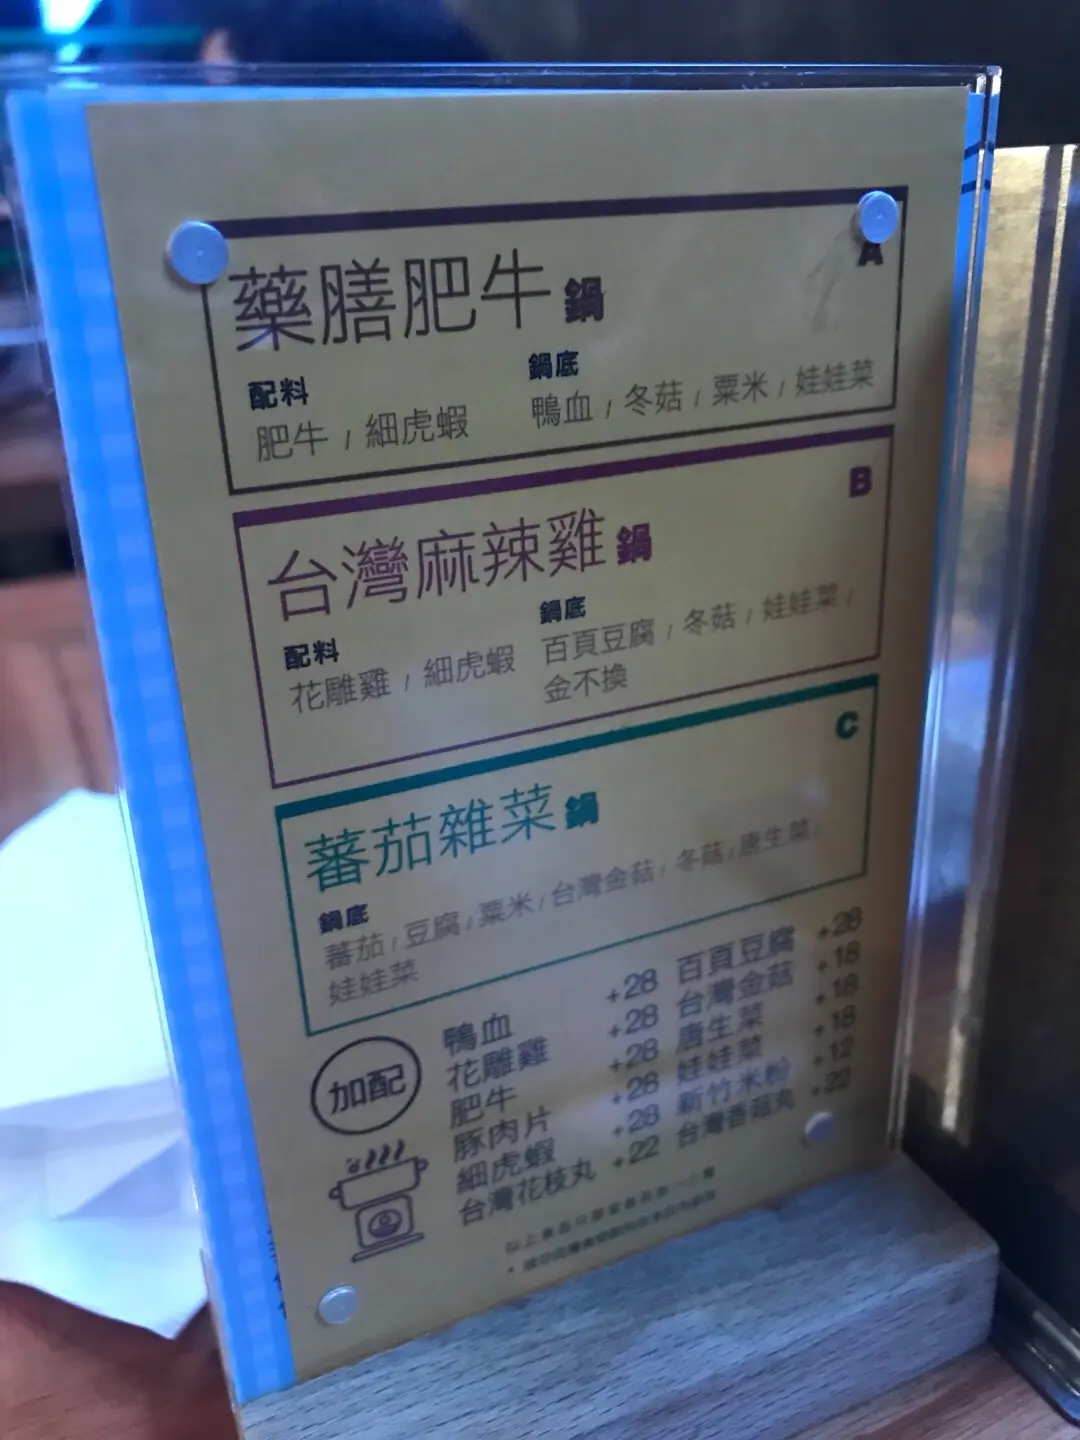 A
藥膳肥牛鍋
配料
肥牛 / 細虎蝦
鍋底
鴨血 / 冬菇 / 粟米 / 娃娃菜
B
台灣麻辣雞鍋
配料
花雕雞 / 細虎蝦
鍋底
百頁豆腐 / 冬菇 / 娃娃菜 /
金不換
C
蕃茄雜菜鍋
鍋底
蕃茄 / 豆腐 / 粟米 / 台灣金菇 / 冬菇 / 唐生菜 /
娃娃菜
加配
鴨血 +28
花雕雞 +28
肥牛 +28
豚肉片 +28
細虎蝦 +28
台灣花枝丸 +22
百頁豆腐 +28
台灣金菇 +18
唐生菜 +18
娃娃菜 +18
新竹米粉 +12
台灣香菇丸 +22